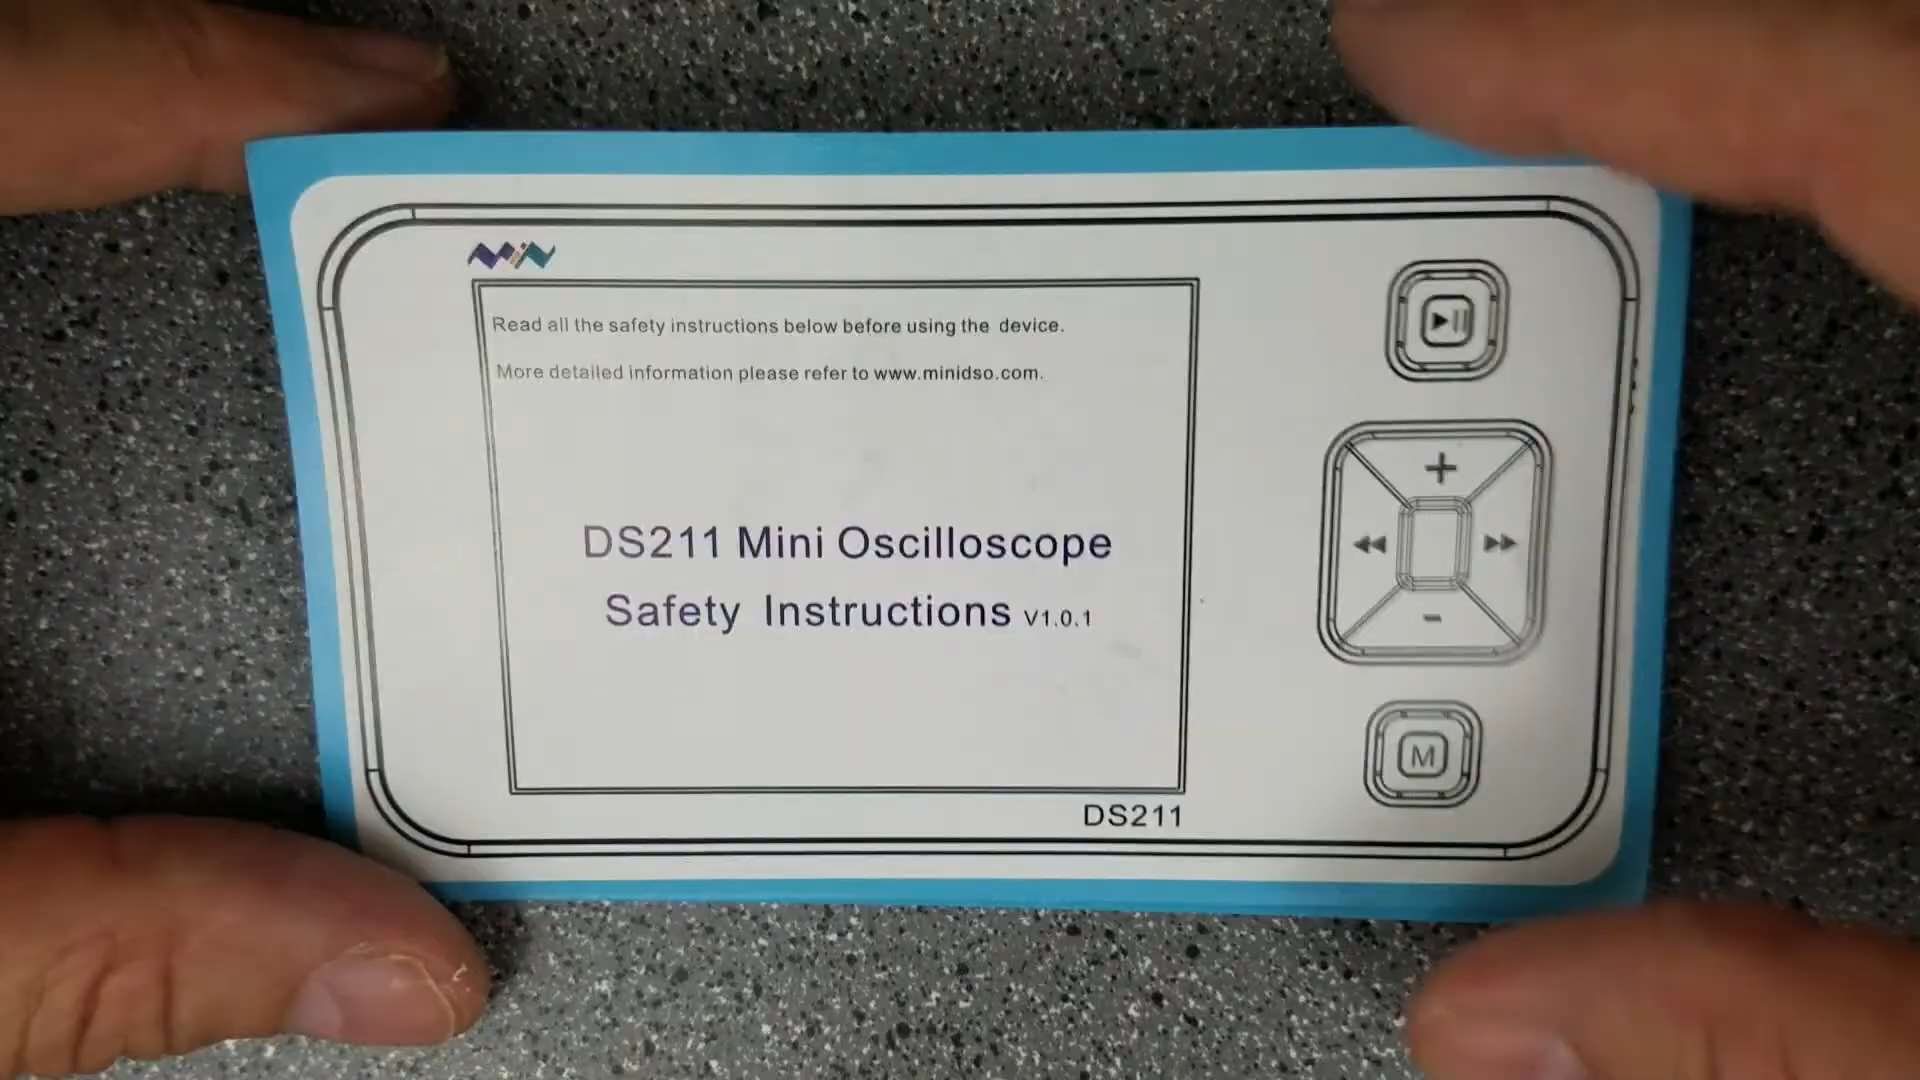 MiN
Read all the safety instructions below before using the device.
More detailed information please refer to www.minidso.com.
DS211 Mini Oscilloscope
Safety Instructions V1.0.1
M
DS211